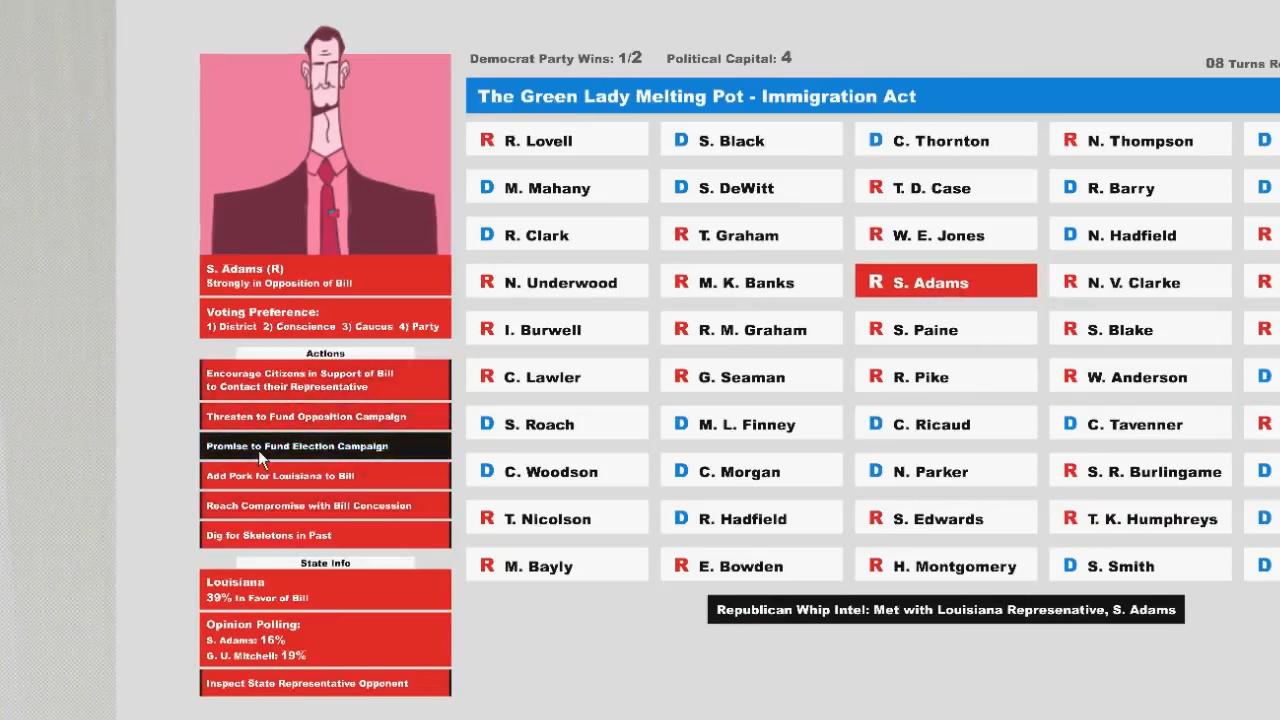 Democrat Party Wins: 1/2 Political Capital: 4
08 Turns
The Green Lady Melting Pot - Immigration Act
R R. Lovell D S. Black D C. Thornton R N. Thompson D
D M. Mahany D S. DeWitt R T. D. Case D R. Barry D
D R. Clark R T. Graham R W. E. Jones D N. Hadfield R
R N. Underwood R M. K. Banks R S. Adams R N. V. Clarke R
R I. Burwell R R. M. Graham R S. Paine R S. Blake R
R C. Lawler R G. Seaman R R. Pike R W. Anderson D
D S. Roach D M. L. Finney D C. Ricaud D C. Tavenner R
D C. Woodson D C. Morgan D N. Parker R S. R. Burlingame D
R T. Nicolson D R. Hadfield R S. Edwards R T. K. Humphreys D
R M. Bayly R E. Bowden R H. Montgomery D S. Smith D
Republican Whip Intel: Met with Louisiana Represenative, S. Adams
S. Adams (R)
Strongly in Opposition of Bill
Voting Preference:
1) District 2) Conscience 3) Caucus 4) Party
Actions
Encourage Citizens in Support of Bill
to Contact their Representative
Threaten to Fund Opposition Campaign
Promise to Fund Election Campaign
Add Pork for Louisiana to Bill
Reach Compromise with Bill Concession
Dig for Skeletons in Past
State Info
Louisiana
39% In Favor of Bill
Opinion Polling:
S. Adams: 16%
G. U. Mitchell: 19%
Inspect State Representative Opponent